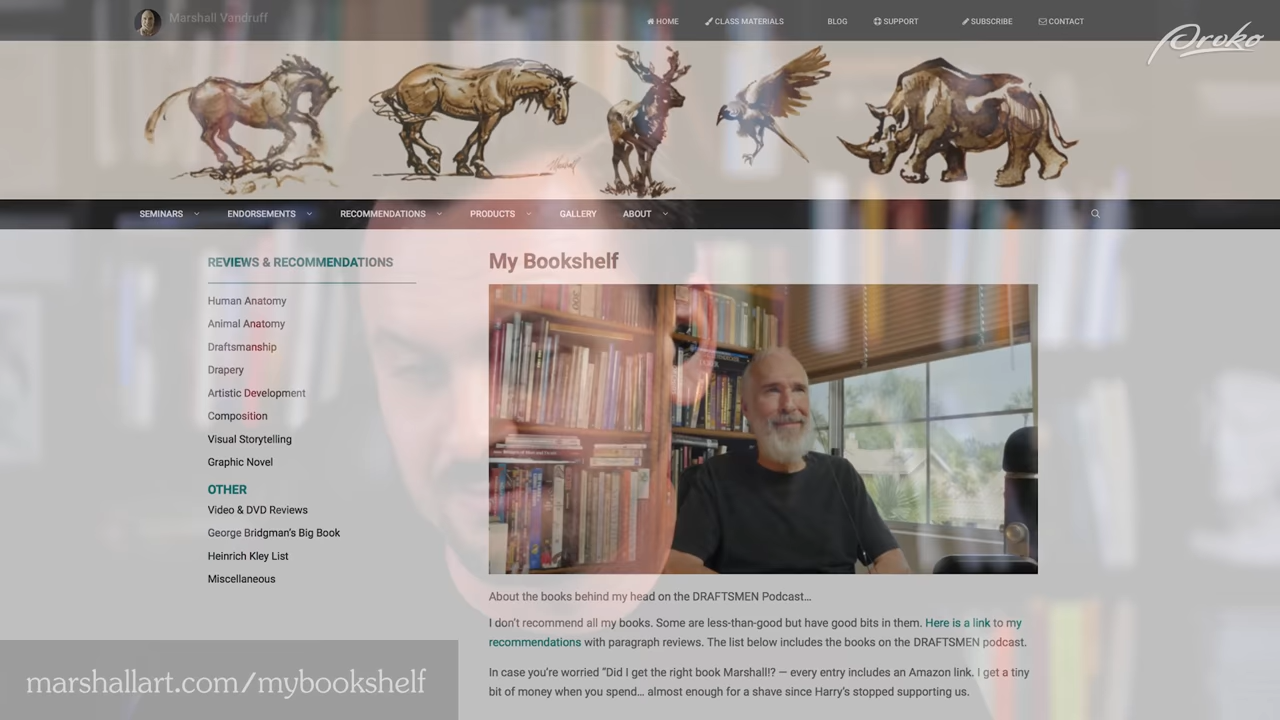 Marshall Vandruff
HOME CLASS MATERIALS BLOG SUPPORT SUBSCRIBE CONTACT
Proko
SEMINARS ENDORSEMENTS RECOMMENDATIONS PRODUCTS GALLERY ABOUT
REVIEWS & RECOMMENDATIONS
Human Anatomy
Animal Anatomy
Draftsmanship
Drapery
Artistic Development
Composition
Visual Storytelling
Graphic Novel
OTHER
Video & DVD Reviews
George Bridgman's Big Book
Heinrich Kley List
Miscellaneous
My Bookshelf
About the books behind my head on the DRAFTSMEN Podcast...
I don't recommend all my books. Some are less-than-good but have good bits in them. Here is a link to my
recommendations with paragraph reviews. The list below includes the books on the DRAFTSMEN podcast.
In case you're worried "Did I get the right book Marshall!? — every entry includes an Amazon link. I get a tiny
bit of money when you spend... almost enough for a shave since Harry's stopped supporting us.
marshallart.com/mybookshelf